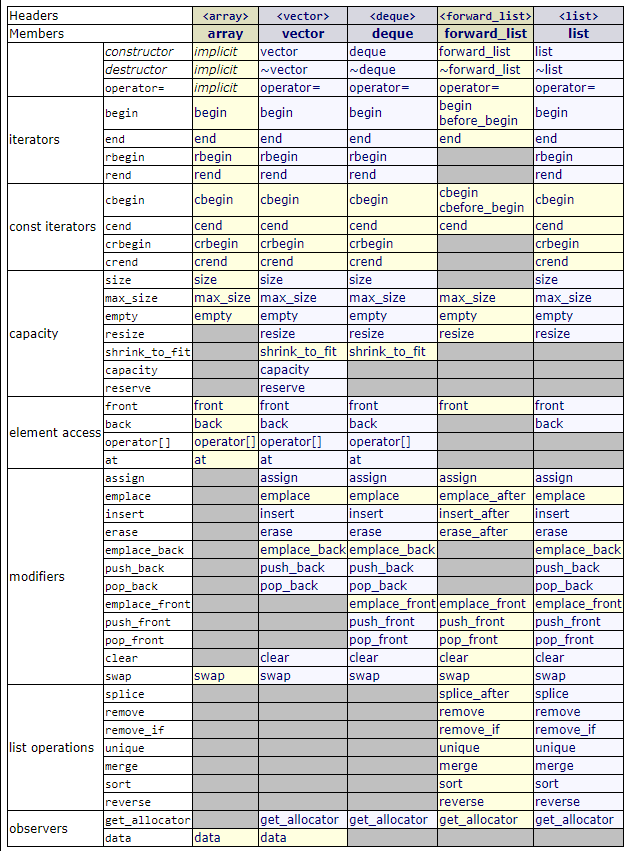 Headers <array> <vector> <deque> <forward_list> <list>
Members array vector deque forward_list list
constructor implicit vector deque forward_list list
destructor implicit ~vector ~deque ~forward_list ~list
operator= implicit operator= operator= operator= operator=
iterators
begin begin begin begin begin begin
before_begin
end end end end end end
rbegin rbegin rbegin rbegin rbegin
rend rend rend rend rend
const iterators
cbegin cbegin cbegin cbegin cbegin cbegin
cbefore_begin
cend cend cend cend cend cend
crbegin crbegin crbegin crbegin crbegin
crend crend crend crend crend
capacity
size size size size size
max_size max_size max_size max_size max_size max_size
empty empty empty empty empty empty
resize resize resize resize resize
shrink_to_fit shrink_to_fit shrink_to_fit
capacity capacity
reserve reserve
element access
front front front front front front
back back back back back
operator[] operator[] operator[] operator[]
at at at at
modifiers
assign assign assign assign assign
emplace emplace emplace emplace_after emplace
insert insert insert insert_after insert
erase erase erase erase_after erase
emplace_back emplace_back emplace_back emplace_back
push_back push_back push_back push_back
pop_back pop_back pop_back pop_back
emplace_front emplace_front emplace_front emplace_front
push_front push_front push_front push_front
pop_front pop_front pop_front pop_front
clear clear clear clear clear
swap swap swap swap swap swap
list operations
splice splice_after splice
remove remove remove
remove_if remove_if remove_if
unique unique unique
merge merge merge
sort sort sort
reverse reverse reverse
observers
get_allocator get_allocator get_allocator get_allocator get_allocator
data data data